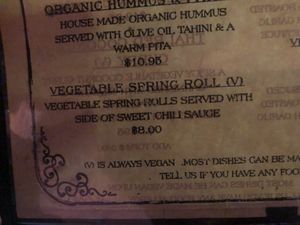 ORGANIC HUMMUS &
HOUSE MADE ORGANIC HUMMUS
SERVED WITH OLIVE OIL TAHINI & A
WARM PITA
$10.95
VEGETABLE SPRING ROLL (V)
VEGETABLE SPRING ROLLS SERVED WITH
SIDE OF SWEET CHILI SAUCE
$8.00
(V) IS ALWAYS VEGAN .MOST DISHES CAN BE MA
TELL US IF YOU HAVE ANY FOO